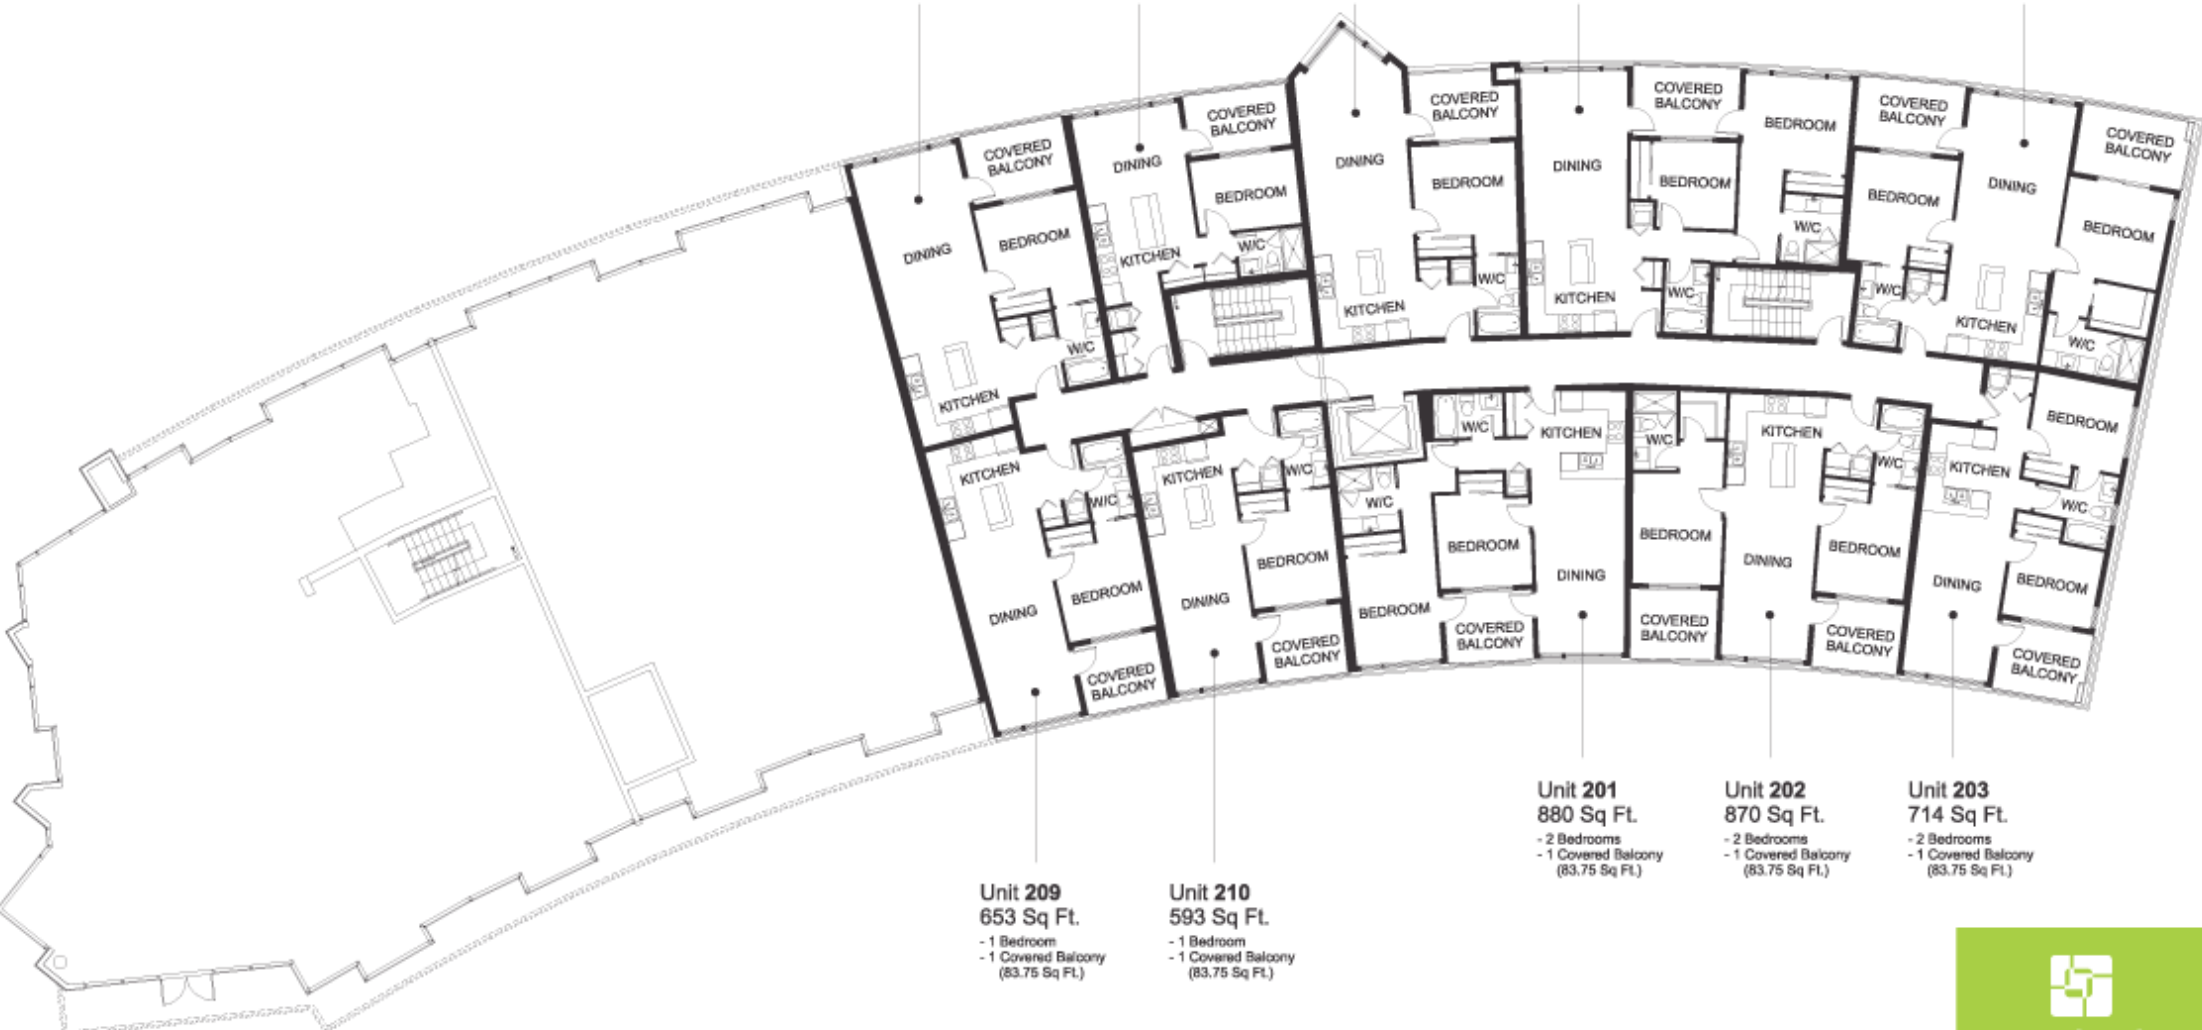 COVERED
BALCONY
DINING
BEDROOM
KITCHEN
W/C
COVERED
BALCONY
DINING
BEDROOM
KITCHEN
W/C
COVERED
BALCONY
DINING
BEDROOM
KITCHEN
W/C
COVERED
BALCONY
BEDROOM
DINING
BEDROOM
W/C
KITCHEN
W/C
COVERED
BALCONY
COVERED
BALCONY
BEDROOM
DINING
BEDROOM
W/C
KITCHEN
W/C
KITCHEN
W/C
BEDROOM
DINING
COVERED
BALCONY
KITCHEN
W/C
BEDROOM
DINING
COVERED
BALCONY
W/C
KITCHEN
W/C
BEDROOM
DINING
BEDROOM
COVERED
BALCONY
W/C
KITCHEN
W/C
BEDROOM
BEDROOM
DINING
COVERED
BALCONY
COVERED
BALCONY
BEDROOM
KITCHEN
W/C
DINING
BEDROOM
COVERED
BALCONY
Unit 201
880 Sq Ft.
- 2 Bedrooms
- 1 Covered Balcony
(83.75 Sq Ft.)
Unit 202
870 Sq Ft.
- 2 Bedrooms
- 1 Covered Balcony
(83.75 Sq Ft.)
Unit 203
714 Sq Ft.
- 2 Bedrooms
- 1 Covered Balcony
(83.75 Sq Ft.)
Unit 209
653 Sq Ft.
- 1 Bedroom
- 1 Covered Balcony
(83.75 Sq Ft.)
Unit 210
593 Sq Ft.
- 1 Bedroom
- 1 Covered Balcony
(83.75 Sq Ft.)